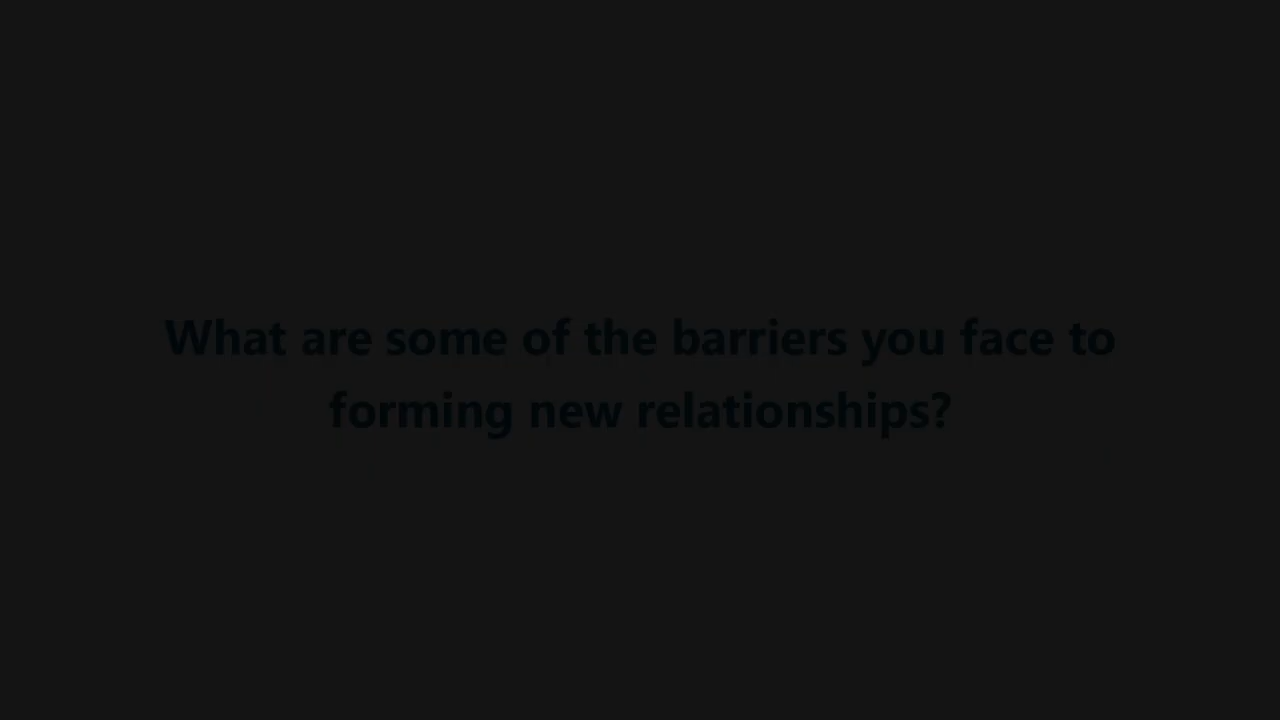 What are some of the barriers you face to
forming new relationships?